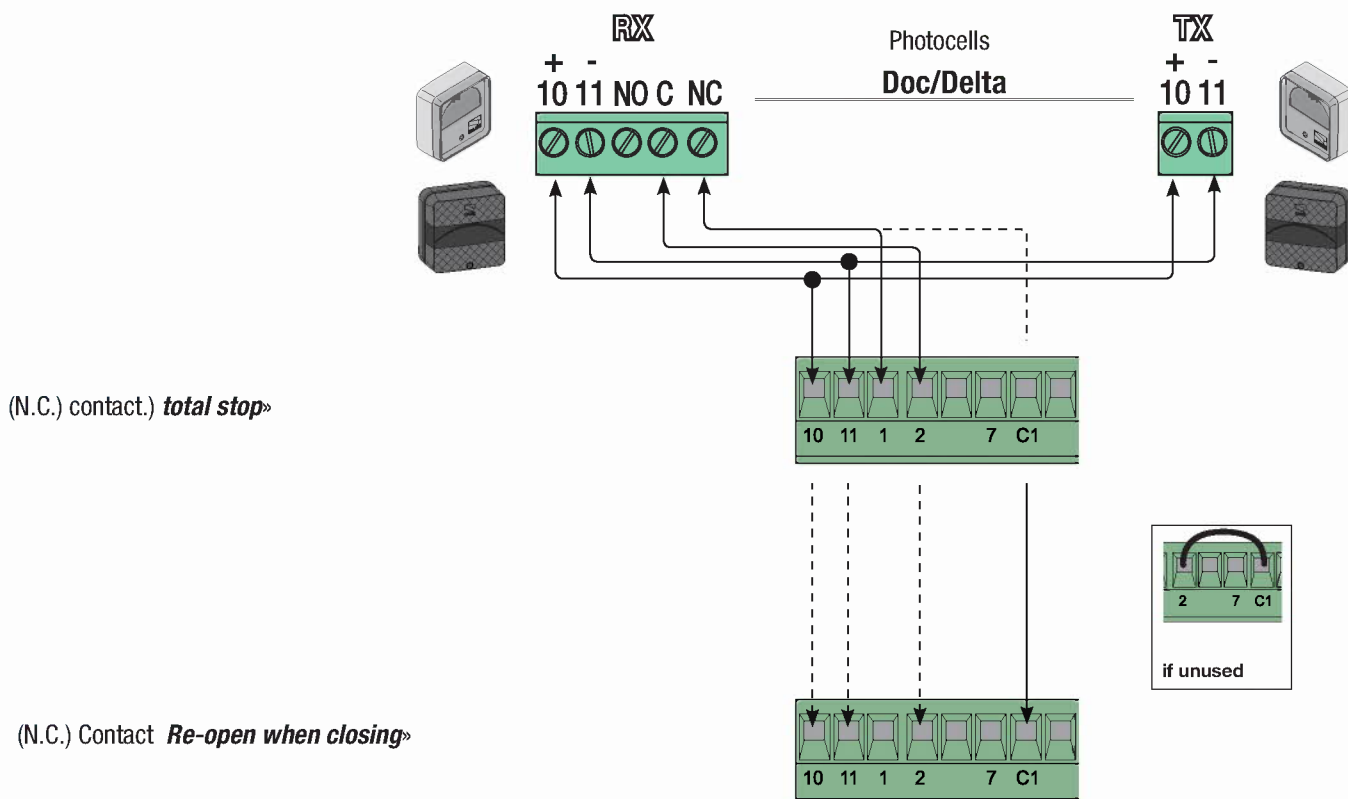 RX
Photocells
TX
+ -
Doc/Delta
+ -
10 11 NO C NC
10 11
(N.C.) contact.) total stop»
10 11 1 2 7 C1
2 7 C1
if unused
(N.C.) Contact Re-open when closing»
10 11 1 2 7 C1